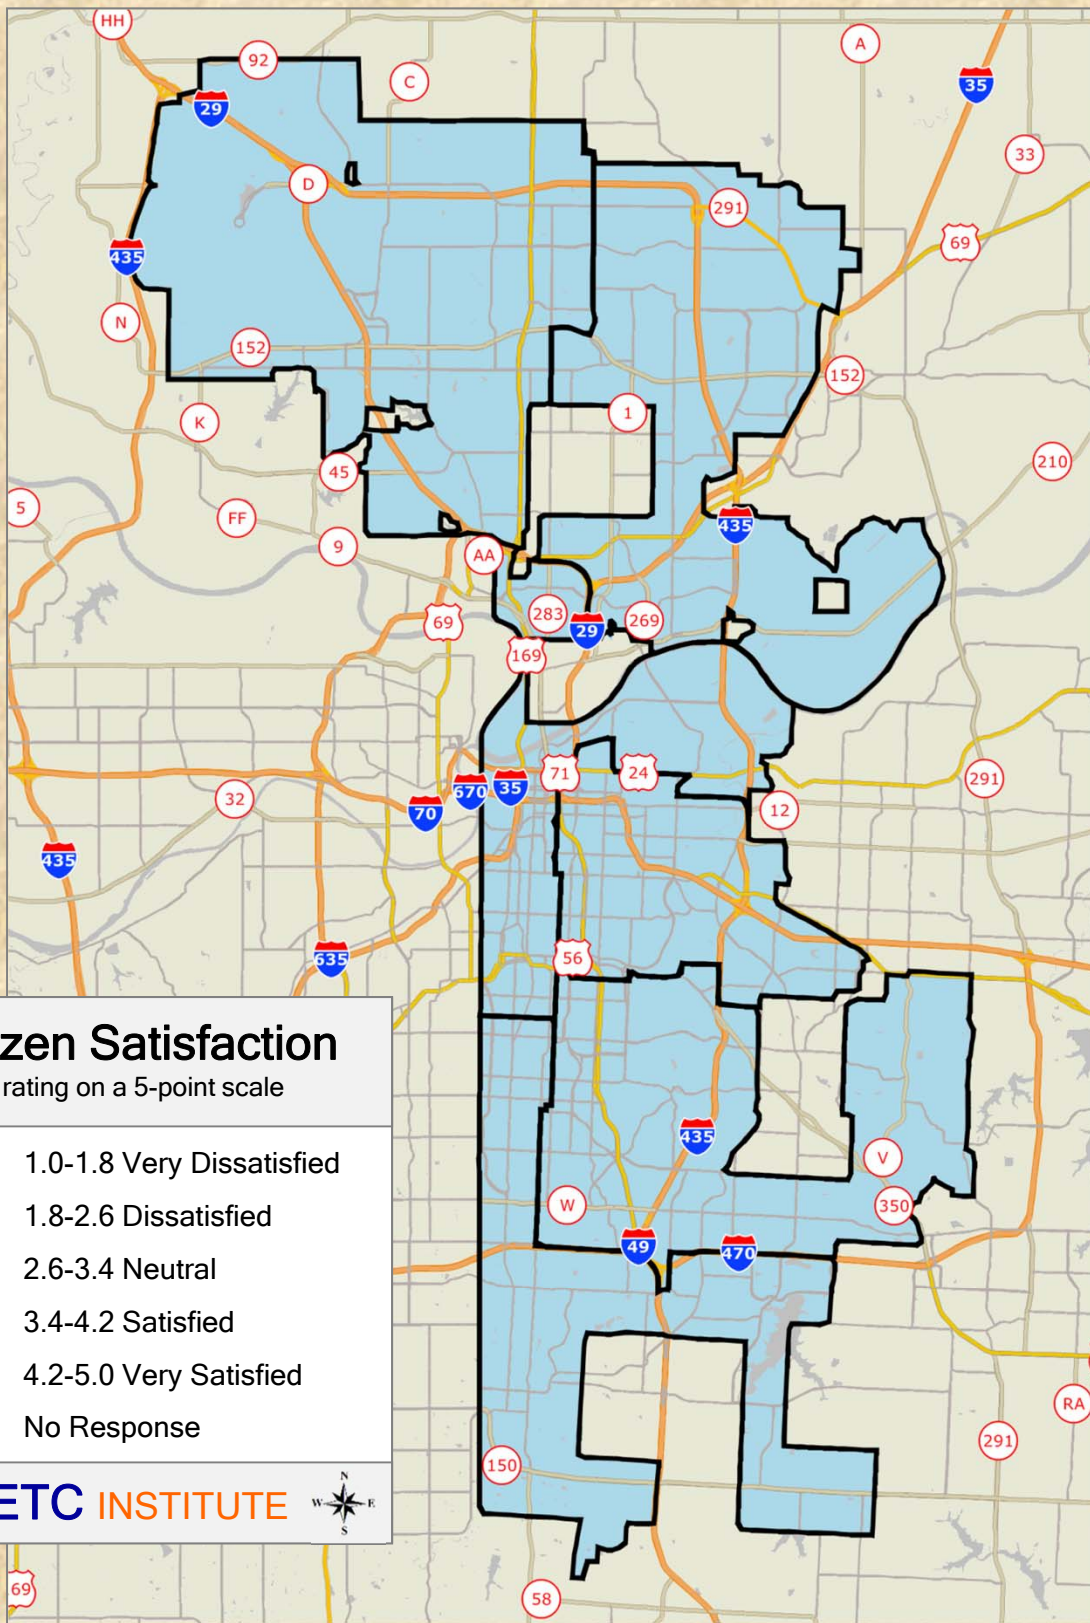 HH
92
A
C
35
29
33
D
291
69
435
N
152
152
K
1
45
210
5
FF
435
9
AA
283
269
69
29
169
71
24
291
670
35
32
12
70
435
56
635
zen Satisfaction
rating on a 5-point scale
435
1.0-1.8 Very Dissatisfied
V
1.8-2.6 Dissatisfied
W
350
49
470
2.6-3.4 Neutral
3.4-4.2 Satisfied
4.2-5.0 Very Satisfied
RA
No Response
291
150
ETC INSTITUTE
N
W E
S
69
58